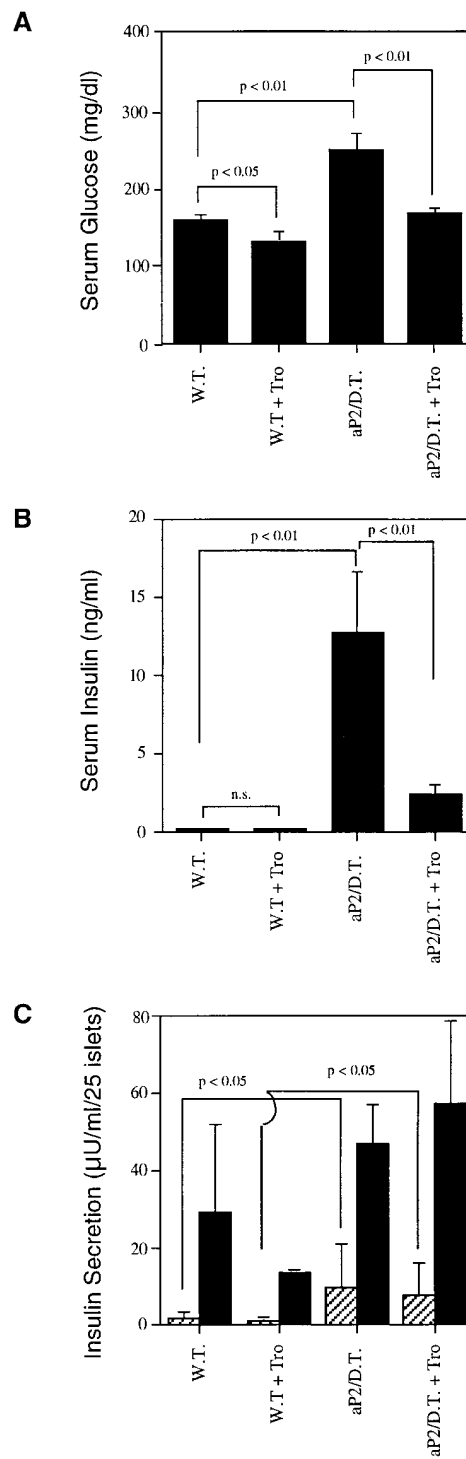 A
Serum Glucose (mg/dl)
400
300
200
100
0
p < 0.01
p < 0.01
p < 0.05
W.T.
W.T + Tro
aP2/D.T.
aP2/D.T. + Tro
B
Serum Insulin (ng/ml)
20
15
10
5
0
p < 0.01
p < 0.01
n.s.
W.T.
W.T + Tro
aP2/D.T.
aP2/D.T. + Tro
C
Insulin Secretion (µU/ml/25 islets)
80
60
40
20
0
p < 0.05
p < 0.05
W.T.
W.T + Tro
aP2/D.T.
aP2/D.T. + Tro